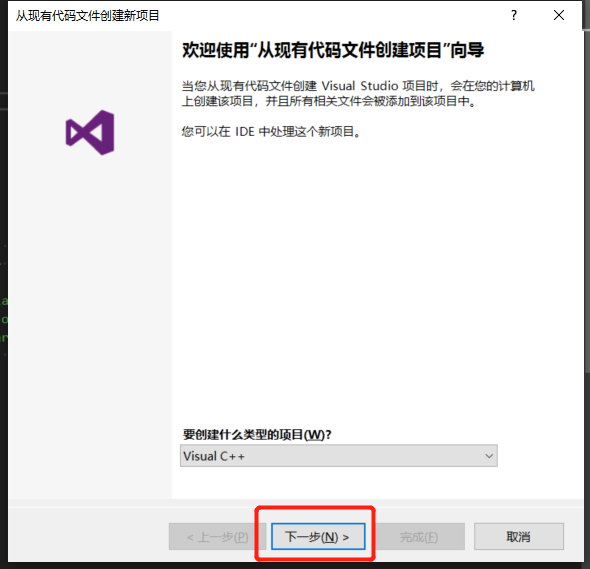 从现有代码文件创建新项目
?
欢迎使用“从现有代码文件创建项目”向导
当您从现有代码文件创建 Visual Studio 项目时，会在您的计算机
上创建该项目，并且所有相关文件会被添加到该项目中。
您可以在 IDE 中处理这个新项目。
a
o
ar
要创建什么类型的项目(W)?
Visual C++
< 上一步(P)
下一步(N) >
完成(F)
取消